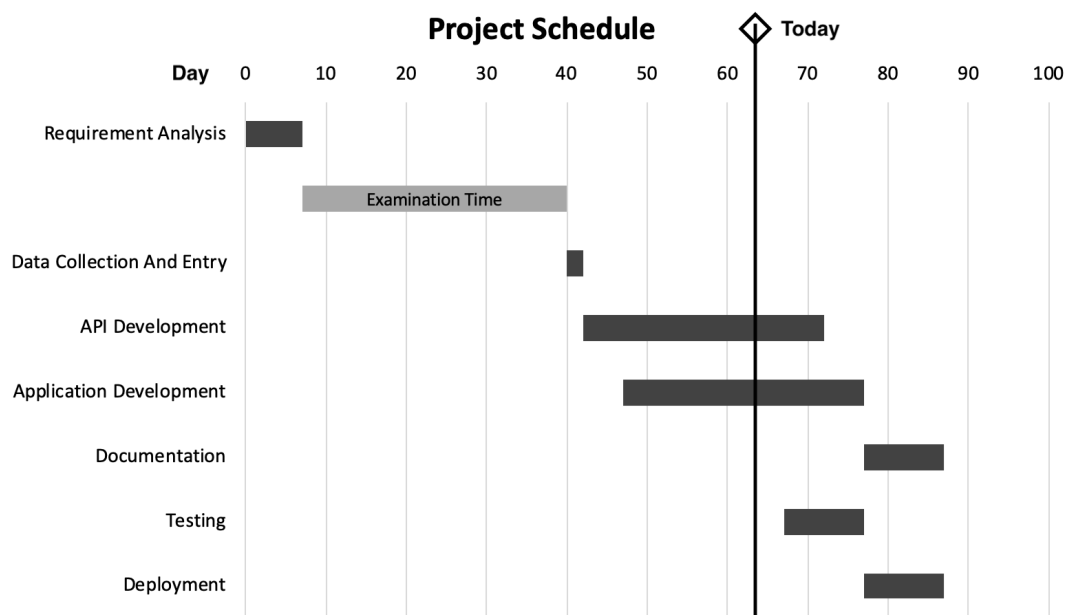 Project Schedule
Today
Day 0 10 20 30 40 50 60 70 80 90 100
Requirement Analysis
Examination Time
Data Collection And Entry
API Development
Application Development
Documentation
Testing
Deployment